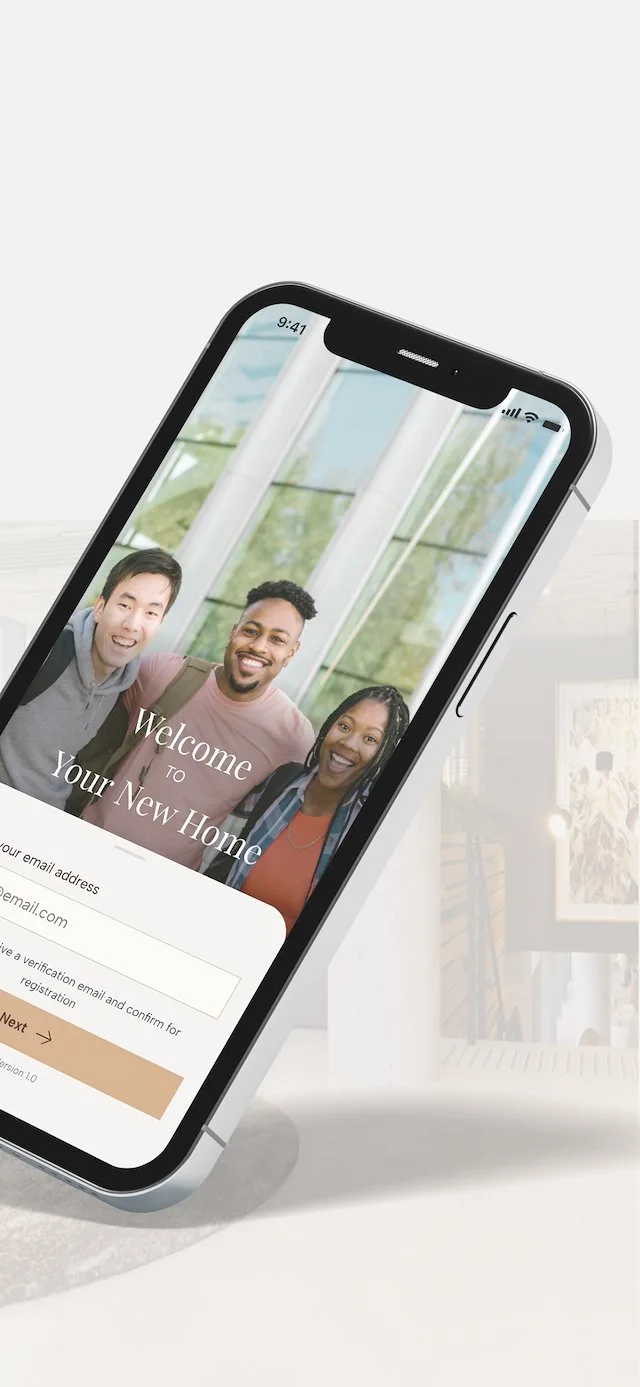 9:41
Welcome
TO
Your New Home
your email address
@email.com
a verification email and confirm for
registration
Next →
ersion 1.0